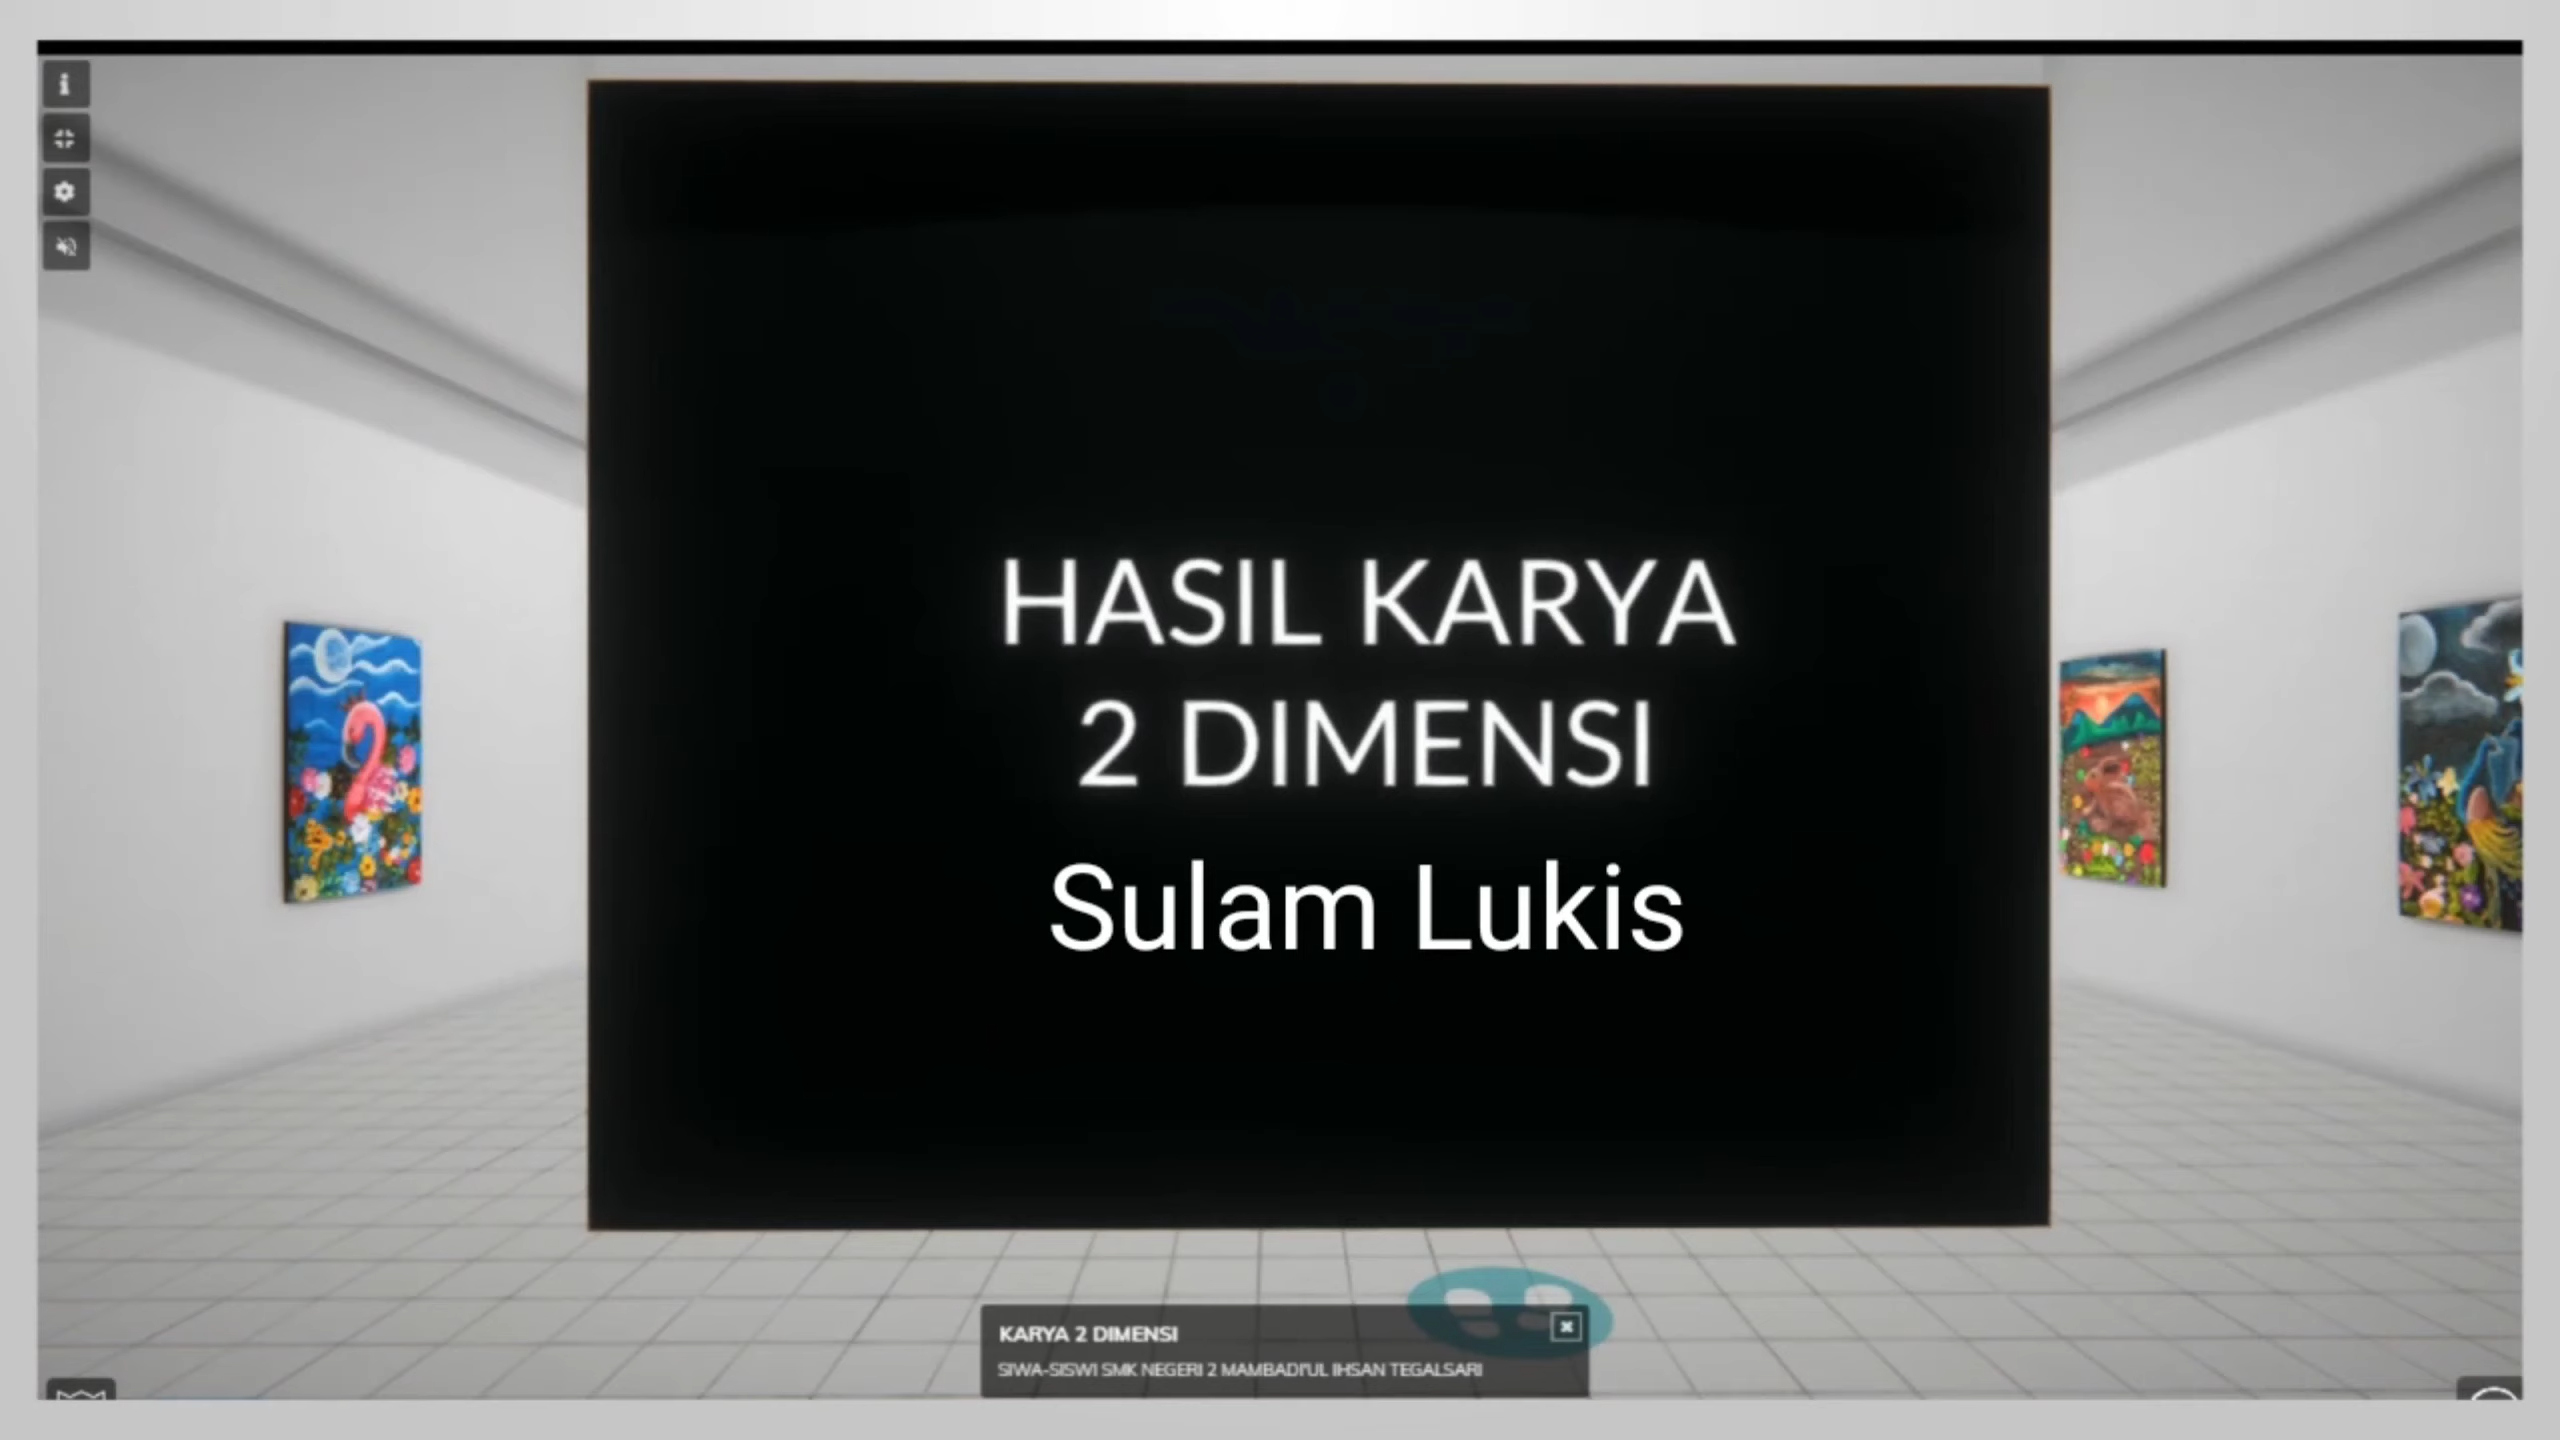 HASIL KARYA
2 DIMENSI
Sulam Lukis
KARYA 2 DIMENSI
SIWA-SISWI SMK NEGERI 2 MAMBADI'UL IHSAN TEGALSARI